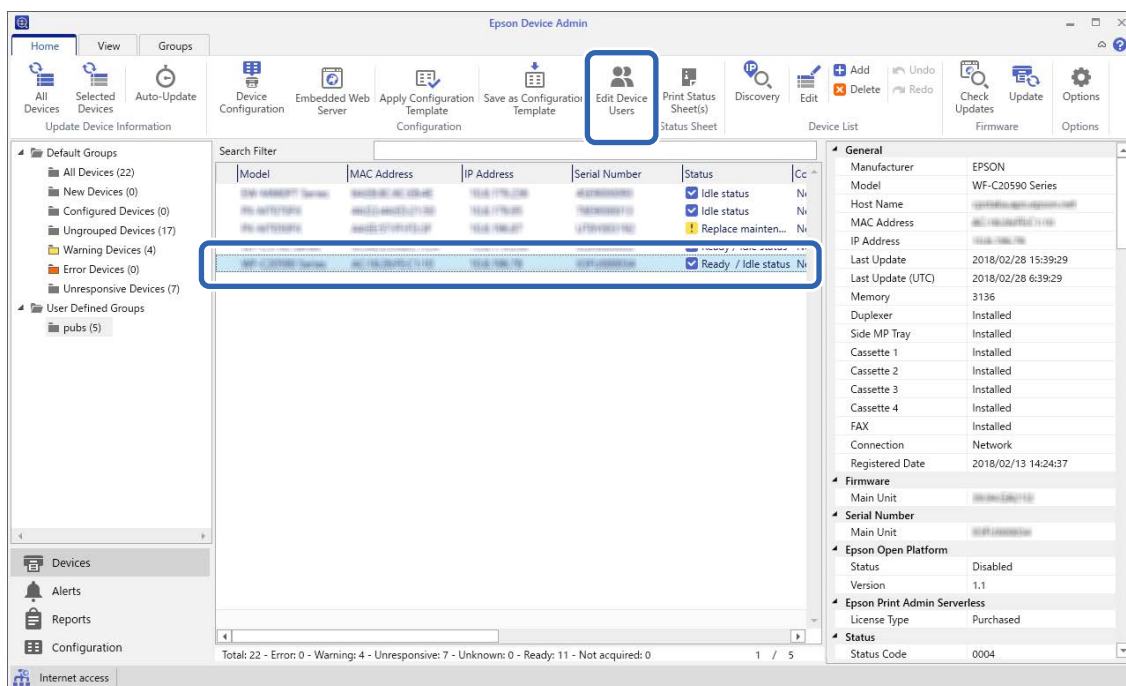 Epson Device Admin
Home View Groups
All Devices
Selected Devices
Auto-Update
Update Device Information
Device Configuration
Embedded Web Server
Apply Configuration Template
Save as Configuration Template
Edit Device Users
Configuration
Print Status Sheet(s)
Status Sheet
Discovery
Edit
Add
Delete
Undo
Redo
Device List
Check Updates
Update
Firmware
Options
Options
Default Groups
All Devices (22)
New Devices (0)
Configured Devices (0)
Ungrouped Devices (17)
Warning Devices (4)
Error Devices (0)
Unresponsive Devices (7)
User Defined Groups
pubs (5)
Devices
Alerts
Reports
Configuration
Search Filter
Model MAC Address IP Address Serial Number Status Cc
Idle status
Idle status
Replace mainten...
Ready / Idle status
Ready / Idle status
Total: 22 - Error: 0 - Warning: 4 - Unresponsive: 7 - Unknown: 0 - Ready: 11 - Not acquired: 0 1 / 5
General
Manufacturer EPSON
Model WF-C20590 Series
Host Name
MAC Address
IP Address
Last Update 2018/02/28 15:39:29
Last Update (UTC) 2018/02/28 6:39:29
Memory 3136
Duplexer Installed
Side MP Tray Installed
Cassette 1 Installed
Cassette 2 Installed
Cassette 3 Installed
Cassette 4 Installed
FAX Installed
Connection Network
Registered Date 2018/02/13 14:24:37
Firmware
Main Unit
Serial Number
Main Unit
Epson Open Platform
Status Disabled
Version 1.1
Epson Print Admin Serverless
License Type Purchased
Status
Status Code 0004
Internet access